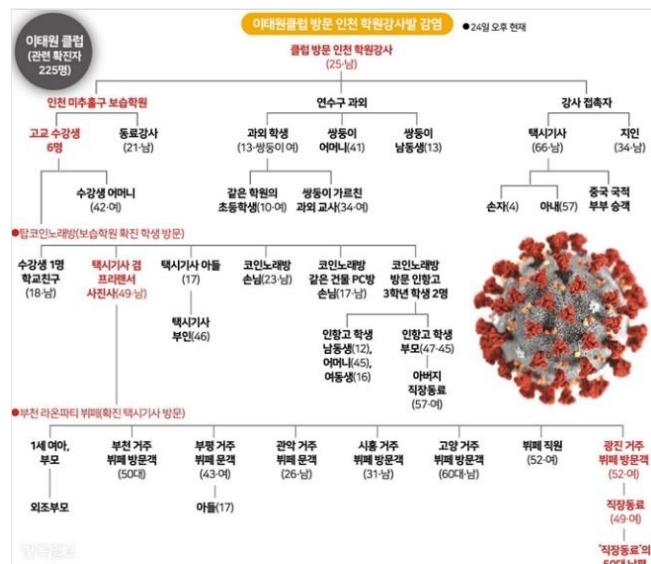 이태원클럽 방문 인천 학원강사발 감염
●24일 오후 현재
이태원 클럽
(관련 확진자
225명)
클럽 방문 인천 학원강사
(25·남)
인천 미추홀구 보습학원
연수구 과외
강사 접촉자
고교 수강생
6명
동료강사
(21·남)
과외 학생
(13·쌍둥이 여)
쌍둥이
어머니(41)
쌍둥이
남동생(13)
택시기사
(66·남)
지인
(34·남)
수강생 어머니
(42·여)
같은 학원의
초등학생(10·여)
쌍둥이 가르친
과외 교사(34·여)
손자(4)
아내(57)
중국 국적
부부 승객
●탑코인노래방(보습학원 확진 학생 방문)
수강생 1명
학교친구
(18·남)
택시기사 겸
프리랜서
사진사(49·남)
택시기사 아들
(17)
코인노래방
손님(23·남)
코인노래방
같은 건물 PC방
손님(17·남)
코인노래방
방문 인항고
3학년 학생 2명
택시기사
부인(46)
인항고 학생
남동생(12),
어머니(45),
여동생(16)
인항고 학생
부모(47·45)
아버지
직장동료
(57·여)
●부천 라온파티 뷔페(확진 택시기사 방문)
1세 여아,
부모
부천 거주
뷔페 방문객
(50대)
부평 거주
뷔페 문객
(43·여)
관악 거주
뷔페 문객
(26·남)
시흥 거주
뷔페 방문객
(31·남)
고양 거주
뷔페 방문객
(60대·남)
뷔페 직원
(52·여)
광진 거주
뷔페 방문객
(52·여)
외조부모
아들(17)
직장동료
(49·여)
'직장동료'의
50대 남편